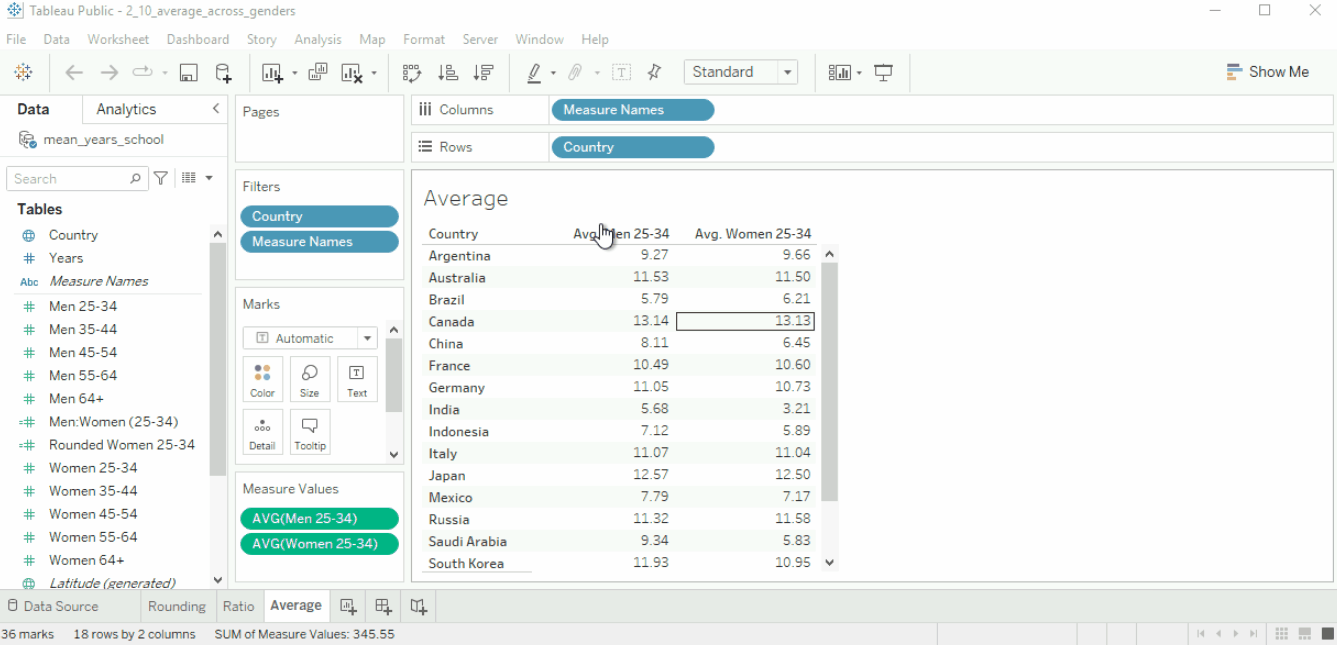 Tableau Public - 2_10_average_across_genders
File Data Worksheet Dashboard Story Analysis Map Format Server Window Help
Standard
Show Me
Data Analytics
mean_years_school
Search
Tables
Country
Years
Abc Measure Names
Men 25-34
Men 35-44
Men 45-54
Men 55-64
Men 64+
Men:Women (25-34)
Rounded Women 25-34
Women 25-34
Women 35-44
Women 45-54
Women 55-64
Women 64+
Latitude (generated)
Pages
Filters
Country
Measure Names
Marks
Automatic
Color Size Text
Detail Tooltip
Measure Values
AVG(Men 25-34)
AVG(Women 25-34)
Columns Measure Names
Rows Country
Average
Country Avg. Men 25-34 Avg. Women 25-34
Argentina 9.27 9.66
Australia 11.53 11.50
Brazil 5.79 6.21
Canada 13.14 13.13
China 8.11 6.45
France 10.49 10.60
Germany 11.05 10.73
India 5.68 3.21
Indonesia 7.12 5.89
Italy 11.07 11.04
Japan 12.57 12.50
Mexico 7.79 7.17
Russia 11.32 11.58
Saudi Arabia 9.34 5.83
South Korea 11.93 10.95
Data Source Rounding Ratio Average
36 marks 18 rows by 2 columns SUM of Measure Values: 345.55